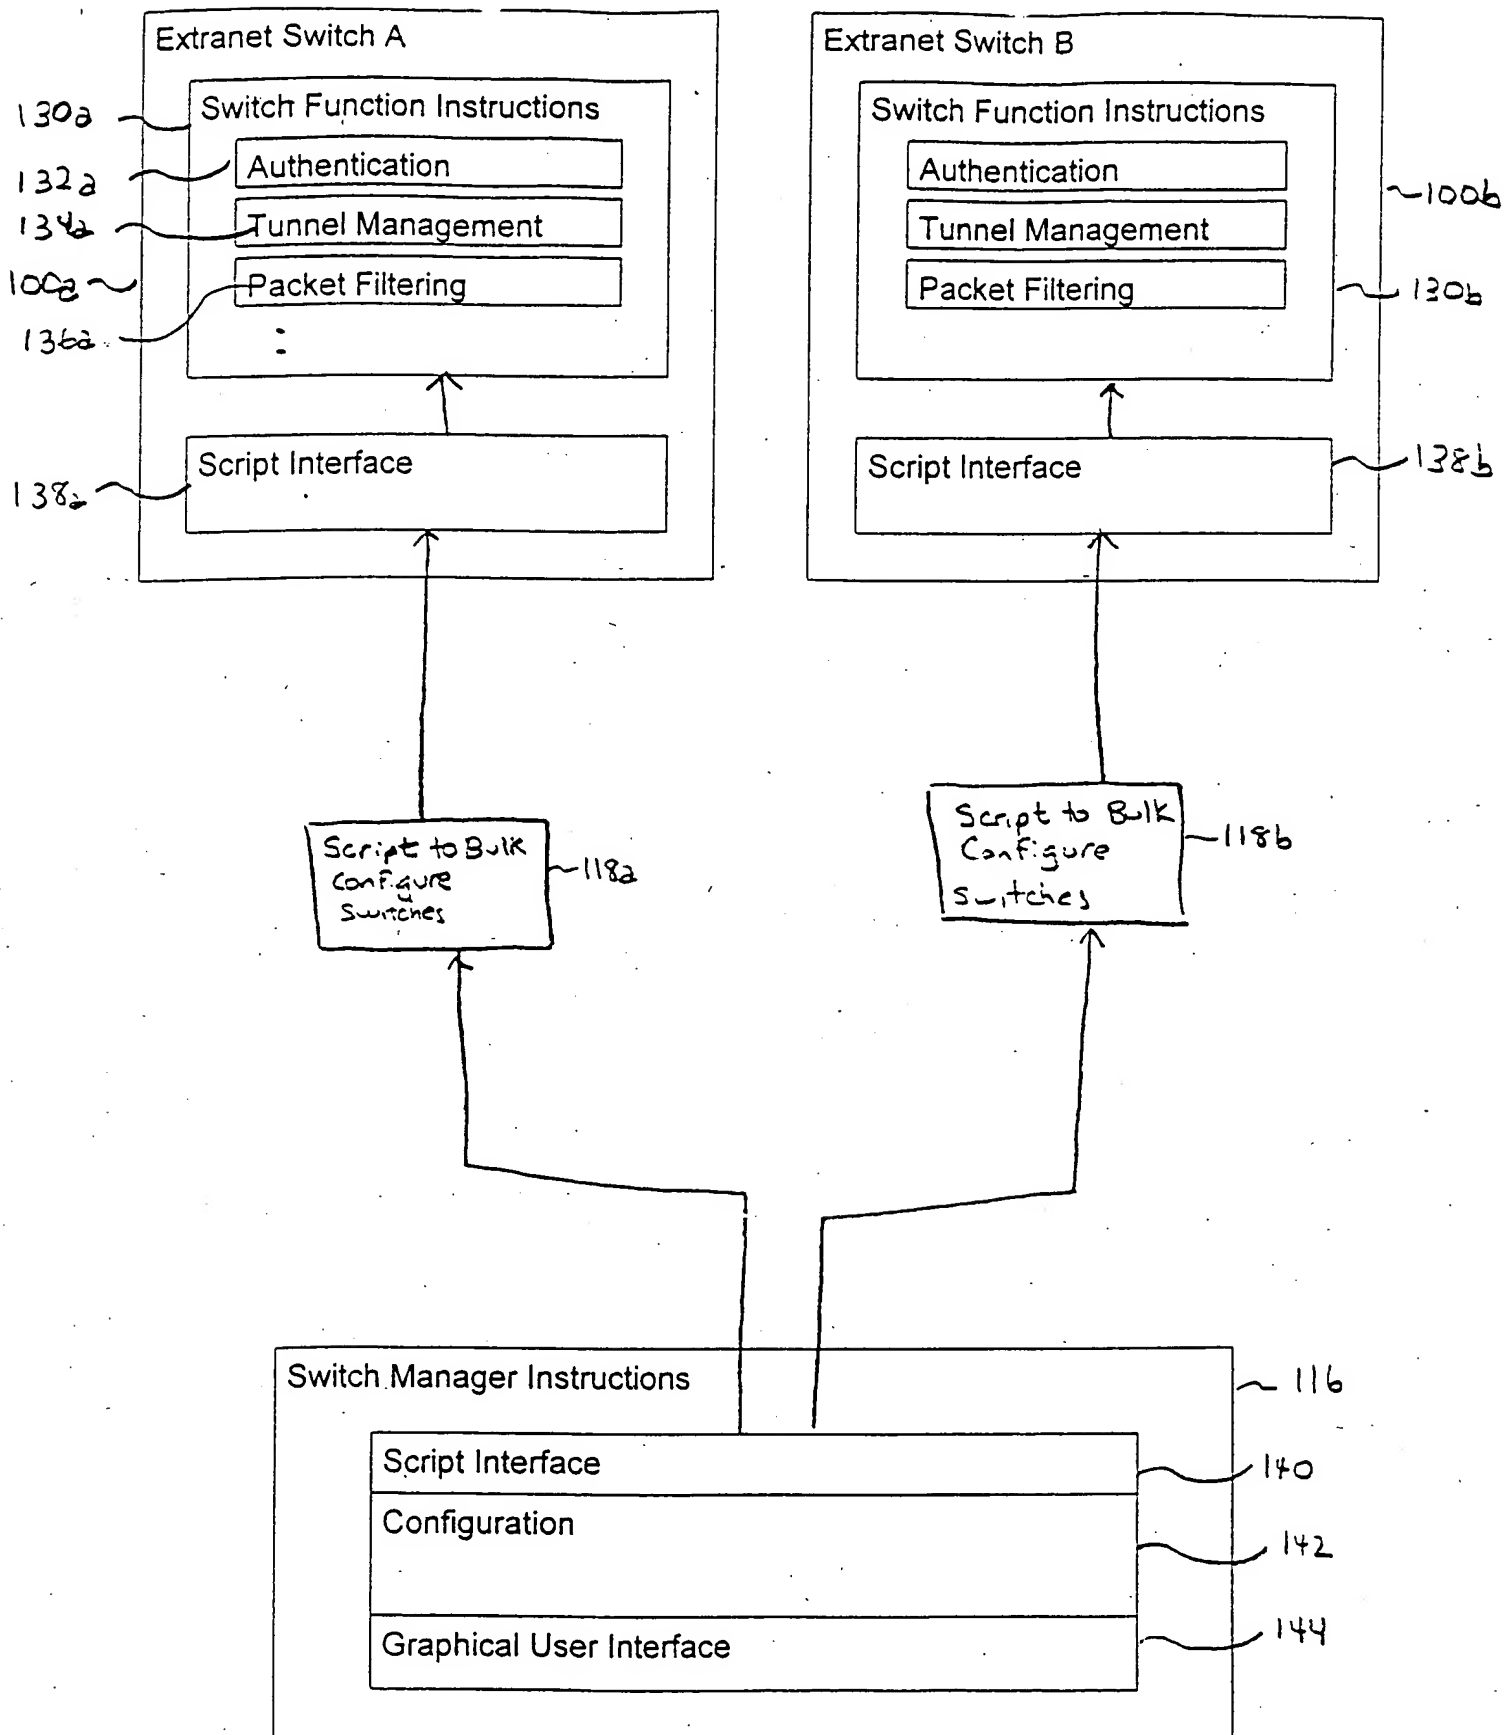 Extranet Switch A
Switch Function Instructions
130a
Authentication
132a
Tunnel Management
134a
Packet Filtering
100a
136a
Script Interface
138a
Extranet Switch B
Switch Function Instructions
Authentication
100b
Tunnel Management
Packet Filtering
130b
Script Interface
138b
Script to Bulk
Configure
Switches
118a
Script to Bulk
Configure
Switches
118b
Switch Manager Instructions
116
Script Interface
140
Configuration
142
Graphical User Interface
144